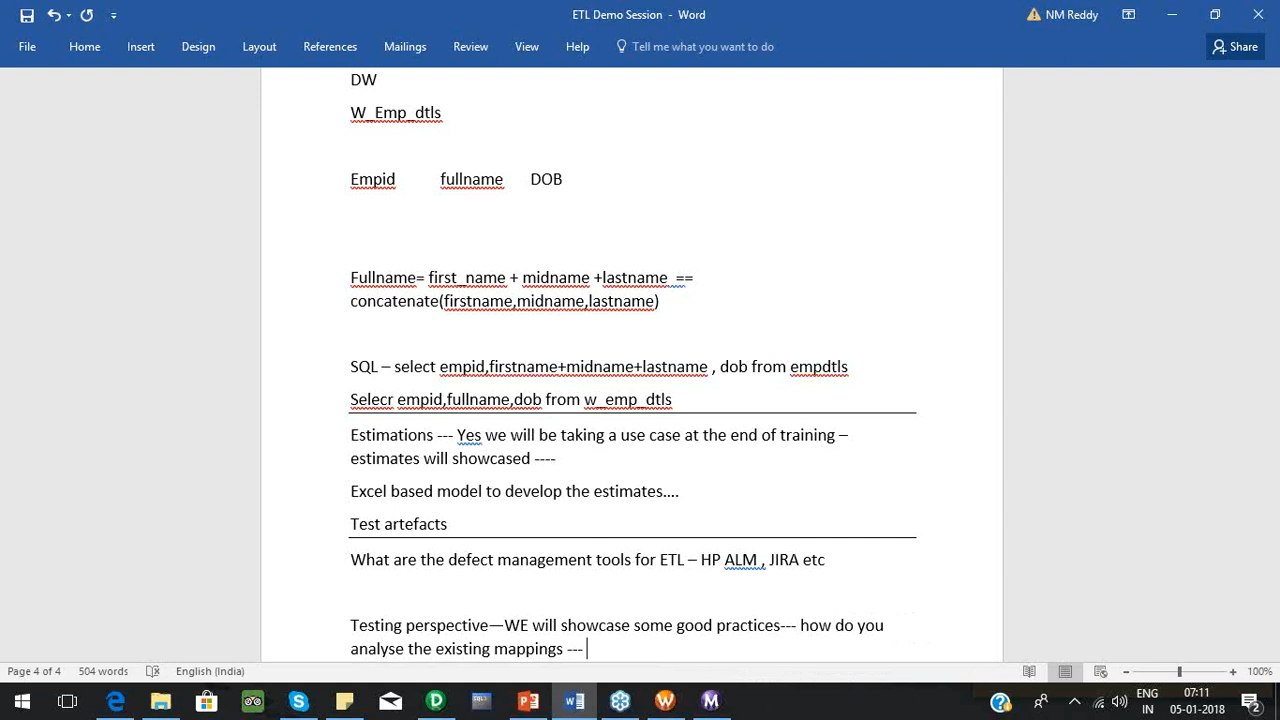 ETL Demo Session - Word
NM Reddy
File Home Insert Design Layout References Mailings Review View Help Tell me what you want to do Share
DW
W_Emp_dtls
Empid fullname DOB
Fullname= first_name + midname +lastname ==
concatenate(firstname,midname,lastname)
SQL – select empid,firstname+midname+lastname , dob from empdtls
Selecr empid,fullname,dob from w_emp_dtls
Estimations --- Yes we will be taking a use case at the end of training –
estimates will showcased ----
Excel based model to develop the estimates....
Test artefacts
What are the defect management tools for ETL – HP ALM , JIRA etc
Testing perspective—WE will showcase some good practices--- how do you
analyse the existing mappings ---
Page 4 of 4 504 words English (India) 100%
ENG 07:11
IN 05-01-2018